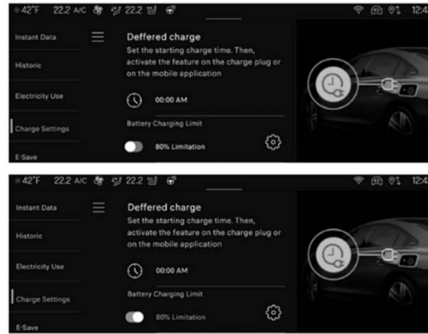 42°F 22.2 A/C 22.2 12:4
Instant Data
Deffered charge
Set the starting charge time. Then,
activate the feature on the charge plug or
on the mobile application
Historic
Electricity Use
00:00 AM
Charge Settings
Battery Charging Limit
80% Limitation
E-Save
42°F 22.2 A/C 22.2 12:4
Instant Data
Deffered charge
Set the starting charge time. Then,
activate the feature on the charge plug or
on the mobile application
Historic
Electricity Use
00:00 AM
Charge Settings
Battery Charging Limit
80% Limitation
E-Save